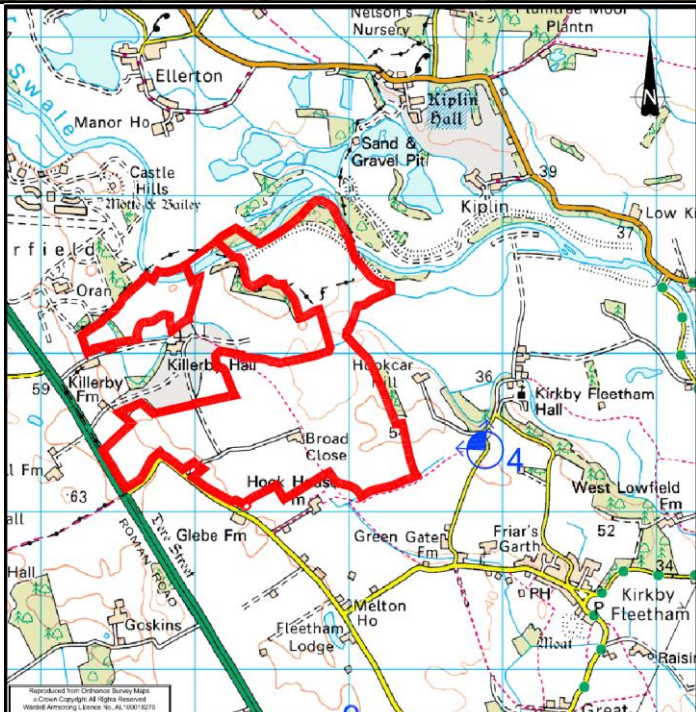 Nelson's
Nursery
Plantn
Ellerton
Swale
Manor Ho
Kiplin
Hall
N
Sand &
Gravel Pit
Castle
Hills
Motte & Bailey
39
Kiplin
37
Low Ki
rfield
Oran
59
Killerby Hall
Killerby
Fm
Hookcar
Hill
36
Kirkby Fleetham
Hall
54
Broad
Close
4
ll Fm
63
all
Hook House
m
West Lowfield
Fm
Glebe Fm
Dere Street
ROMAN ROAD
Green Gate
Fm
Friar's
Garth
52
34
Hall
PH
P
Kirkby
Fleetham
Goskins
Melton
Ho
Fleetham
Lodge
40
Moat
Raisin
Great
Reproduced from Ordnance Survey Maps
© Crown Copyright All Rights Reserved
Wardell Armstrong Licence No. AL100018278